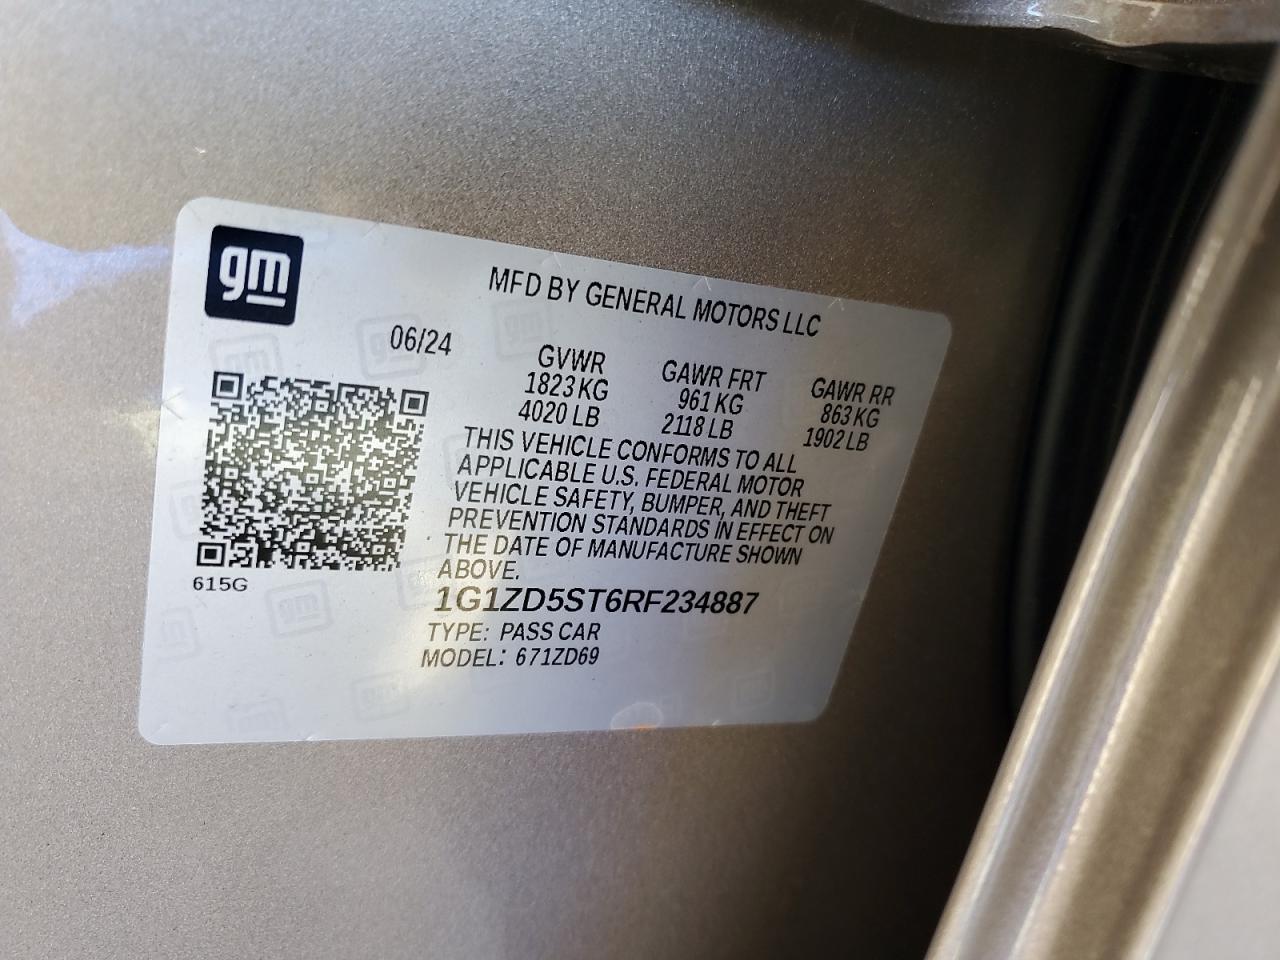 gm
MFD BY GENERAL MOTORS LLC
06/24
GVWR GAWR FRT GAWR RR
1823 KG 961 KG 863 KG
4020 LB 2118 LB 1902 LB
THIS VEHICLE CONFORMS TO ALL
APPLICABLE U.S. FEDERAL MOTOR
VEHICLE SAFETY, BUMPER, AND THEFT
PREVENTION STANDARDS IN EFFECT ON
THE DATE OF MANUFACTURE SHOWN
ABOVE.
615G
1G1ZD5ST6RF234887
TYPE: PASS CAR
MODEL: 671ZD69